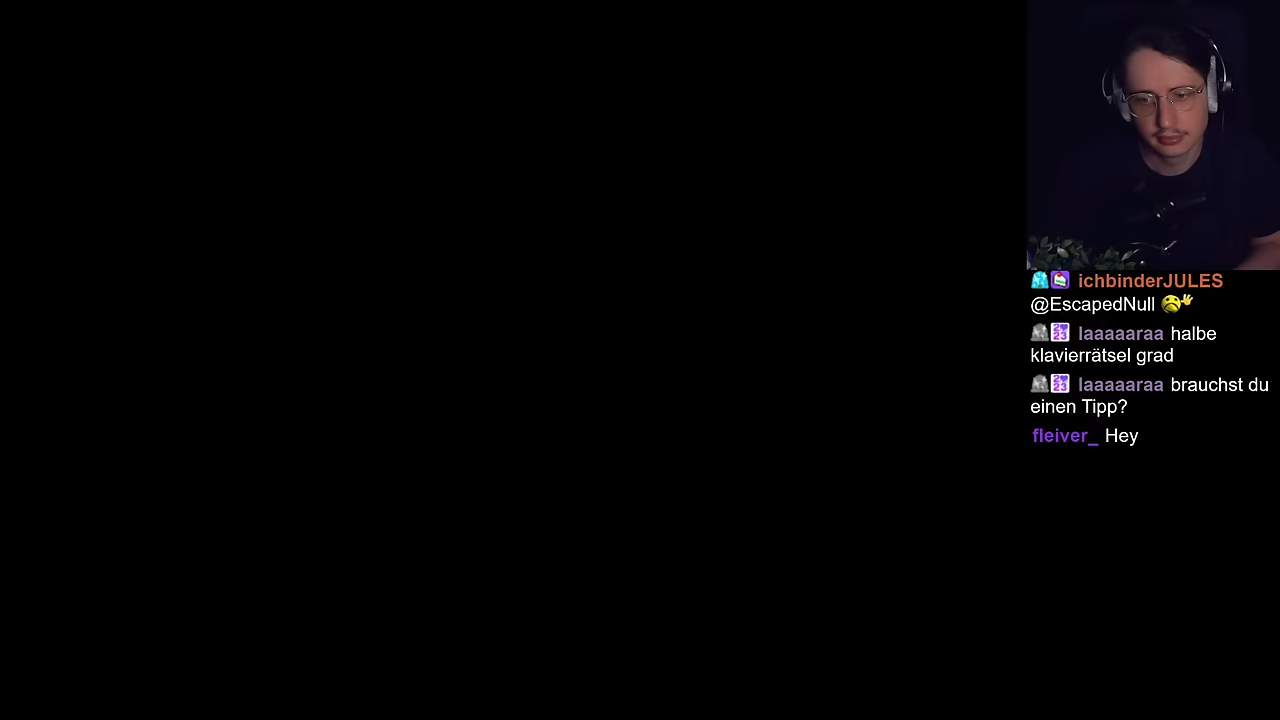 ichbinderJULES
@EscapedNull
laaaaaraa halbe
klavierrätsel grad
laaaaaraa brauchst du
einen Tipp?
fleiver_ Hey